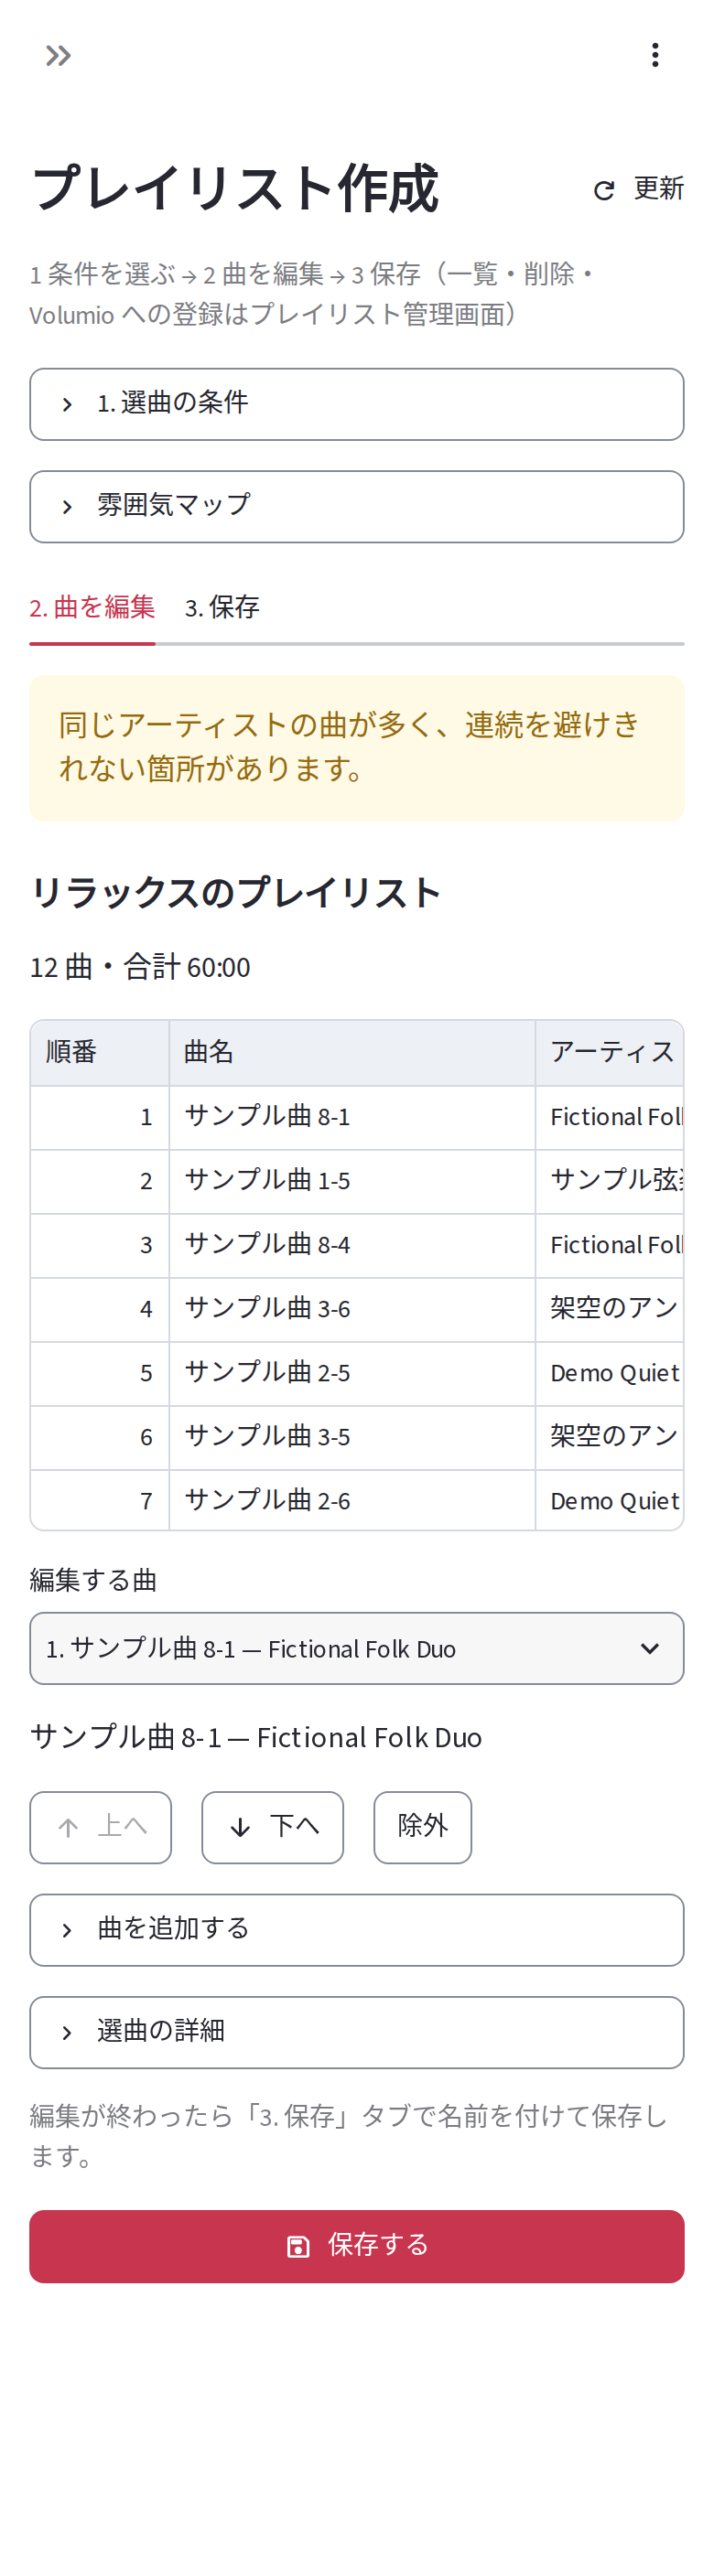 プレイリスト作成
更新
1 条件を選ぶ → 2 曲を編集 → 3 保存（一覧・削除・
Volumio への登録はプレイリスト管理画面）
1. 選曲の条件
雰囲気マップ
2. 曲を編集 3. 保存
同じアーティストの曲が多く、連続を避けき
れない箇所があります。
リラックスのプレイリスト
12 曲・合計 60:00
順番 曲名 アーティス
1 サンプル曲 8-1 Fictional Fol
2 サンプル曲 1-5 サンプル弦
3 サンプル曲 8-4 Fictional Fol
4 サンプル曲 3-6 架空のアン
5 サンプル曲 2-5 Demo Quiet
6 サンプル曲 3-5 架空のアン
7 サンプル曲 2-6 Demo Quiet
編集する曲
1. サンプル曲 8-1 — Fictional Folk Duo
サンプル曲 8-1 — Fictional Folk Duo
上へ 下へ 除外
曲を追加する
選曲の詳細
編集が終わったら「3. 保存」タブで名前を付けて保存し
ます。
保存する